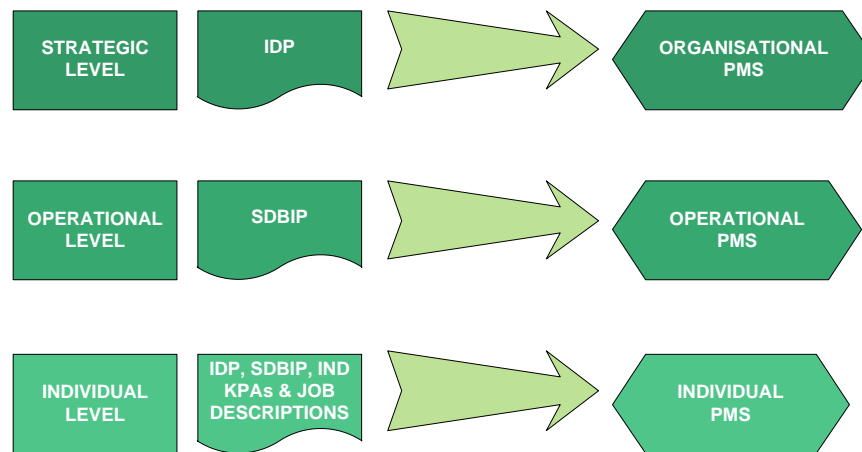 STRATEGIC
LEVEL
IDP
ORGANISATIONAL
PMS
OPERATIONAL
LEVEL
SDBIP
OPERATIONAL
PMS
INDIVIDUAL
LEVEL
IDP, SDBIP, IND
KPAs & JOB
DESCRIPTIONS
INDIVIDUAL
PMS